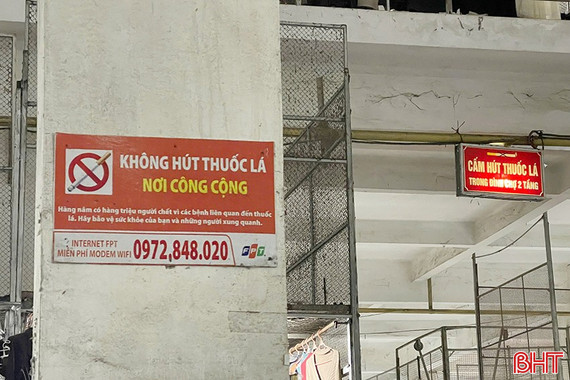 KHÔNG HÚT THUỐC LÁ
NƠI CÔNG CỘNG
Hàng năm có hàng triệu người chết vì các bệnh liên quan đến thuốc
lá. Hãy bảo vệ sức khỏe của bạn và những người xung quanh.
INTERNET FPT
MIỄN PHÍ MODEM WIFI
0972,848.020
FPT
CẤM HÚT THUỐC LÁ
TRONG ĐÌNH CHỢ 2 TẦNG
BHT